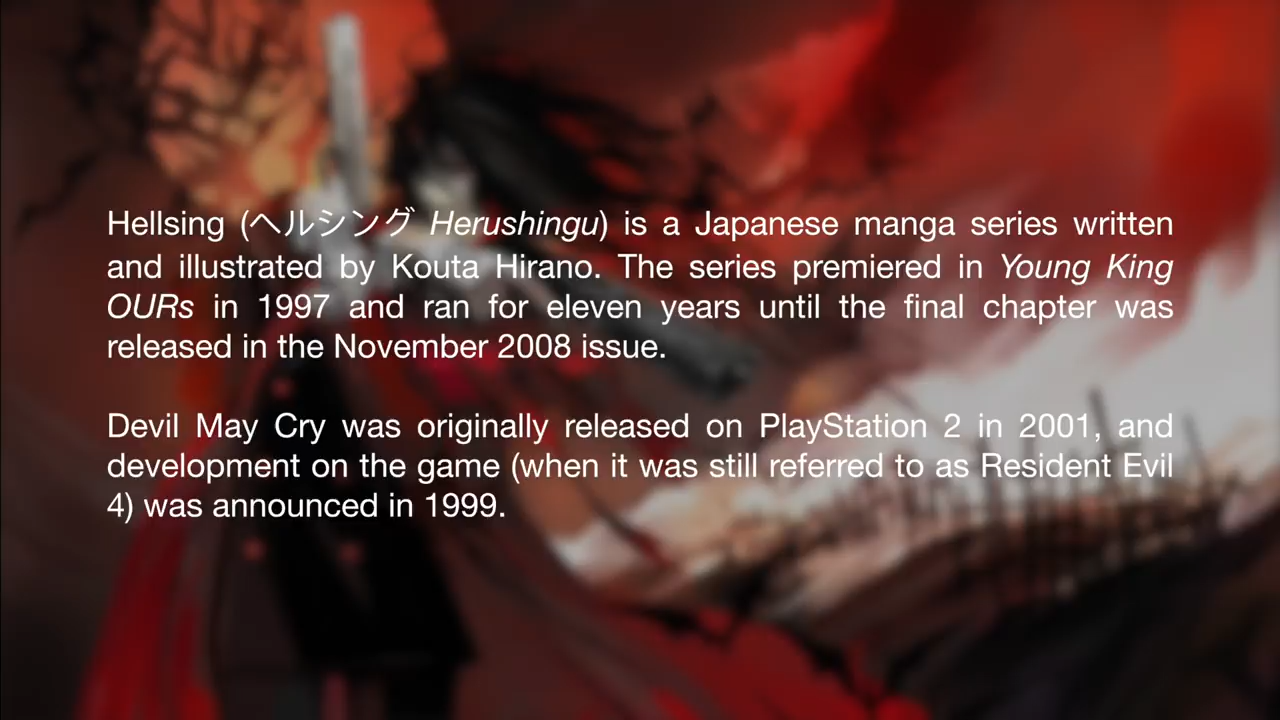 Hellsing (ヘルシング Herushingu) is a Japanese manga series written
and illustrated by Kouta Hirano. The series premiered in Young King
OURs in 1997 and ran for eleven years until the final chapter was
released in the November 2008 issue.
Devil May Cry was originally released on PlayStation 2 in 2001, and
development on the game (when it was still referred to as Resident Evil
4) was announced in 1999.